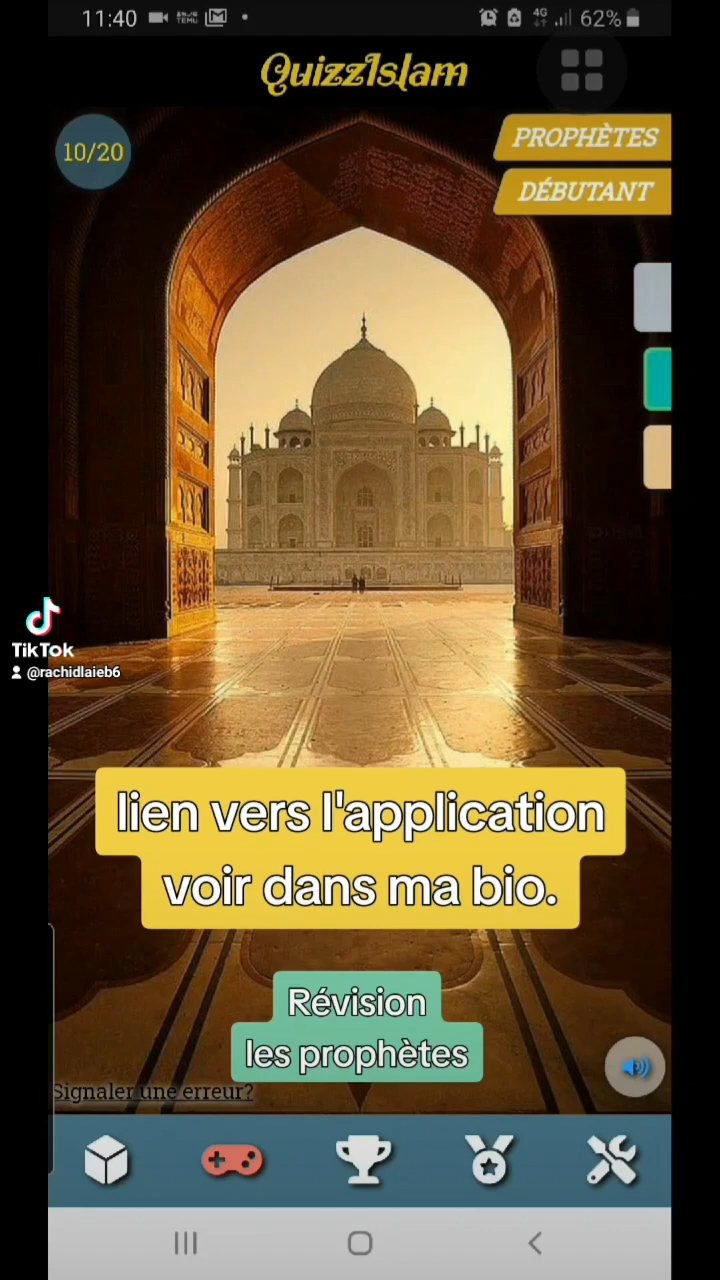 11:40
4G
62%
QuizzIslam
10/20
PROPHÈTES
DÉBUTANT
TikTok
@rachidlaieb6
lien vers l'application
voir dans ma bio.
Révision
les prophètes
Signaler une erreur?